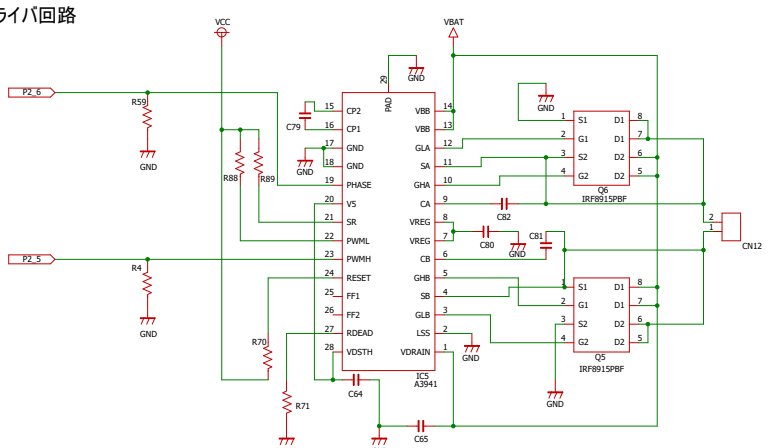 ライバ回路
VCC
VBAT
P2_6
R59
GND
R88
R89
C79
GND
29
PAD
GND
15 CP2
16 CP1
17 GND
18 GND
19 PHASE
20 V5
21 SR
22 PWML
23 PWMH
24 RESET
25 FF1
26 FF2
27 RDEAD
28 VDSTH
VBB 14
VBB 13
GLA 12
SA 11
GHA 10
CA 9
VREG 8
VREG 7
CB 6
GHB 5
SB 4
GLB 3
LSS 2
VDRAIN 1
IC5
A3941
P2_5
R4
GND
R70
R71
GND
C64
GND
C65
GND
C82
C80
GND
C81
GND
1 S1 D1 8
2 G1 D1 7
3 S2 D2 6
4 G2 D2 5
Q6
IRF8915PBF
2
1
CN12
1 S1 D1 8
2 G1 D1 7
3 S2 D2 6
4 G2 D2 5
Q5
IRF8915PBF
GND